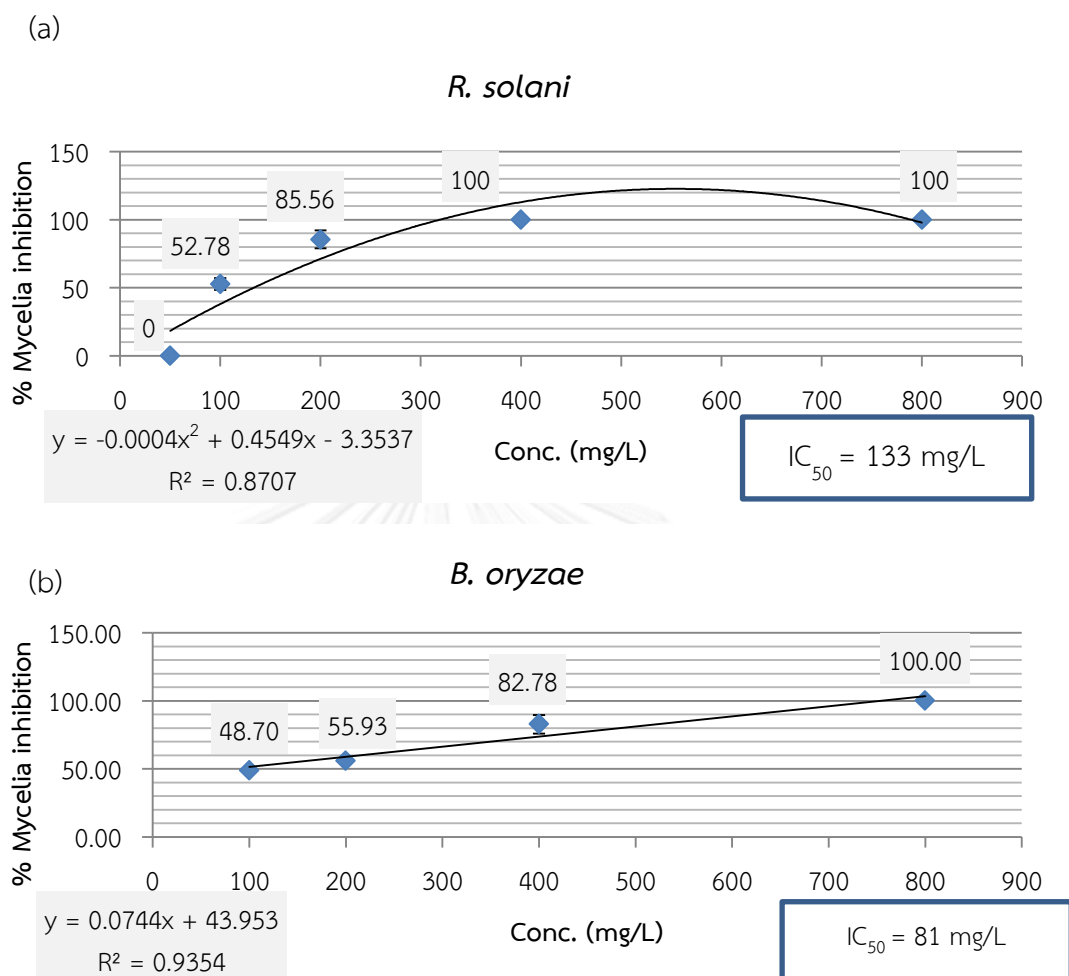 (a)
R. solani
% Mycelia inhibition
150
100
50
0
0
52.78
85.56
100
100
0 100 200 300 400 500 600 700 800 900
Conc. (mg/L)
y = -0.0004x² + 0.4549x - 3.3537
R² = 0.8707
IC₅₀ = 133 mg/L
(b)
B. oryzae
% Mycelia inhibition
150.00
100.00
50.00
0.00
48.70
55.93
82.78
100.00
0 100 200 300 400 500 600 700 800 900
Conc. (mg/L)
y = 0.0744x + 43.953
R² = 0.9354
IC₅₀ = 81 mg/L